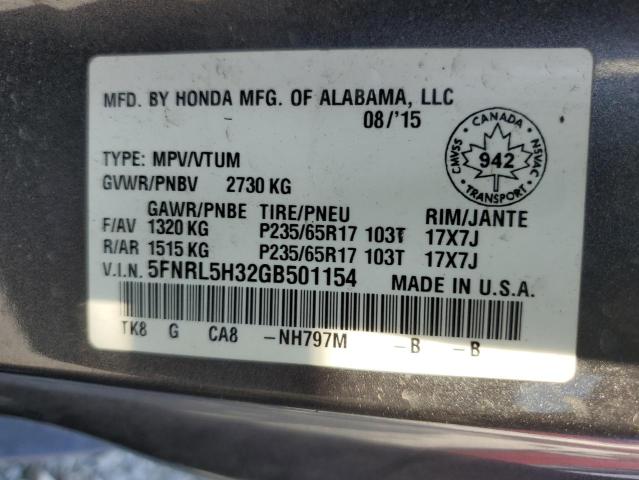 MFD. BY HONDA MFG. OF ALABAMA, LLC
08/'15
CANADA
CMVSS 942 NSVAC
TRANSPORT
TYPE: MPV/VTUM
GVWR/PNBV 2730 KG
GAWR/PNBE TIRE/PNEU RIM/JANTE
F/AV 1320 KG P235/65R17 103T 17X7J
R/AR 1515 KG P235/65R17 103T 17X7J
V.I.N. 5FNRL5H32GB501154 MADE IN U.S.A.
TK8 G CA8 -NH797M -B -B